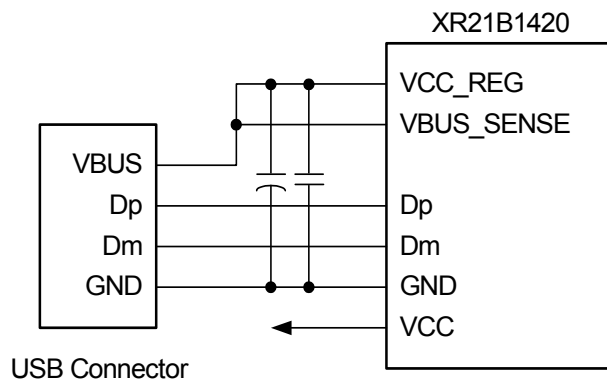 XR21B1420
VCC_REG
VBUS_SENSE
VBUS
Dp
Dp
Dm
Dm
GND
GND
VCC
USB Connector